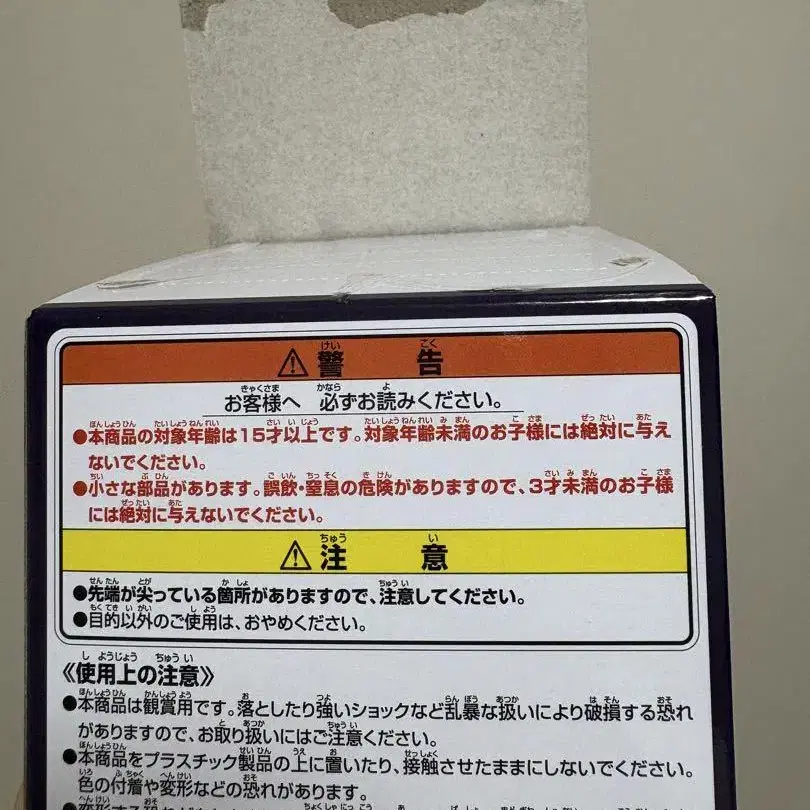 ⚠警 告
お客様へ 必ずお読みください。
●本商品の対象年齢は15才以上です。対象年齢未満のお子様には絶対に与え
ないでください。
●小さな部品があります。誤飲・窒息の危険がありますので、3才未満のお子様
には絶対に与えないでください。
⚠注 意
●先端が尖っている箇所がありますので、注意してください。
●目的以外のご使用は、おやめください。
《使用上の注意》
●本商品は観賞用です。落としたり強いショックなど乱暴な扱いにより破損する恐れ
がありますので、お取り扱いにはご注意ください。
●本商品をプラスチック製品の上に置いたり、接触させたままにしないでください。
色の付着や変形などの恐れがあります。